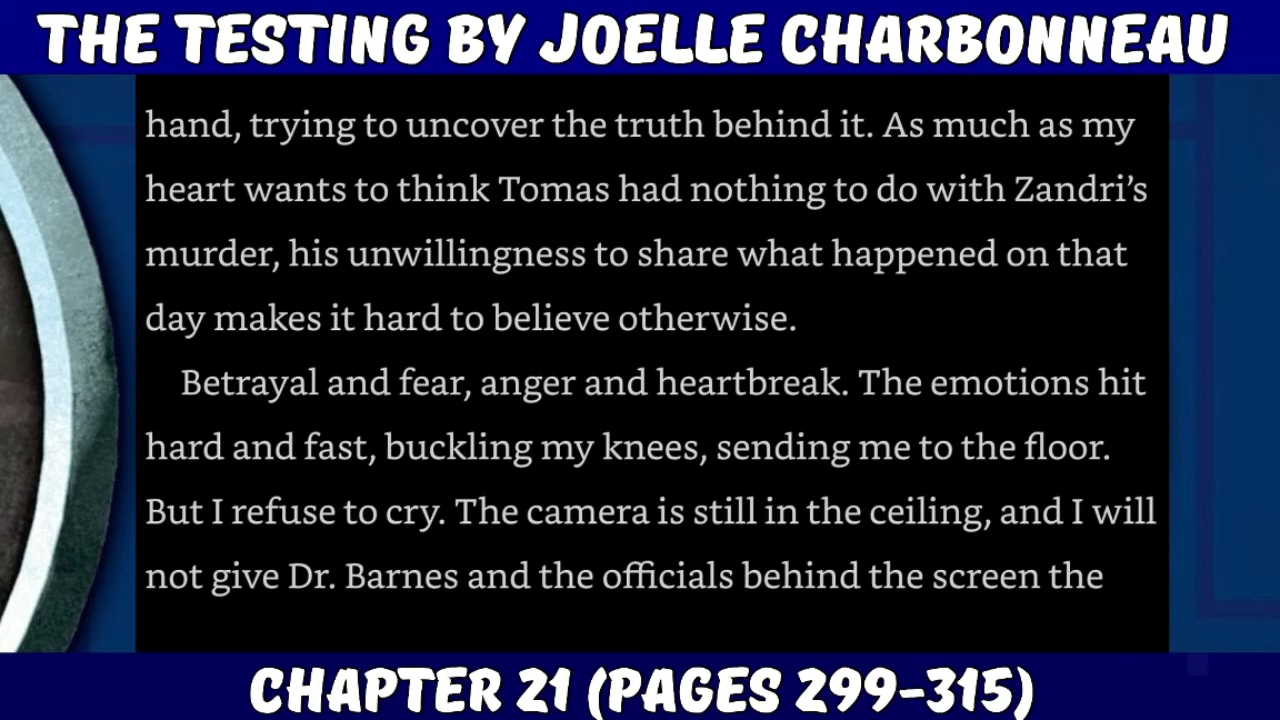 THE TESTING BY JOELLE CHARBONNEAU
hand, trying to uncover the truth behind it. As much as my
heart wants to think Tomas had nothing to do with Zandri’s
murder, his unwillingness to share what happened on that
day makes it hard to believe otherwise.
Betrayal and fear, anger and heartbreak. The emotions hit
hard and fast, buckling my knees, sending me to the floor.
But I refuse to cry. The camera is still in the ceiling, and I will
not give Dr. Barnes and the officials behind the screen the
CHAPTER 21 (PAGES 299-315)